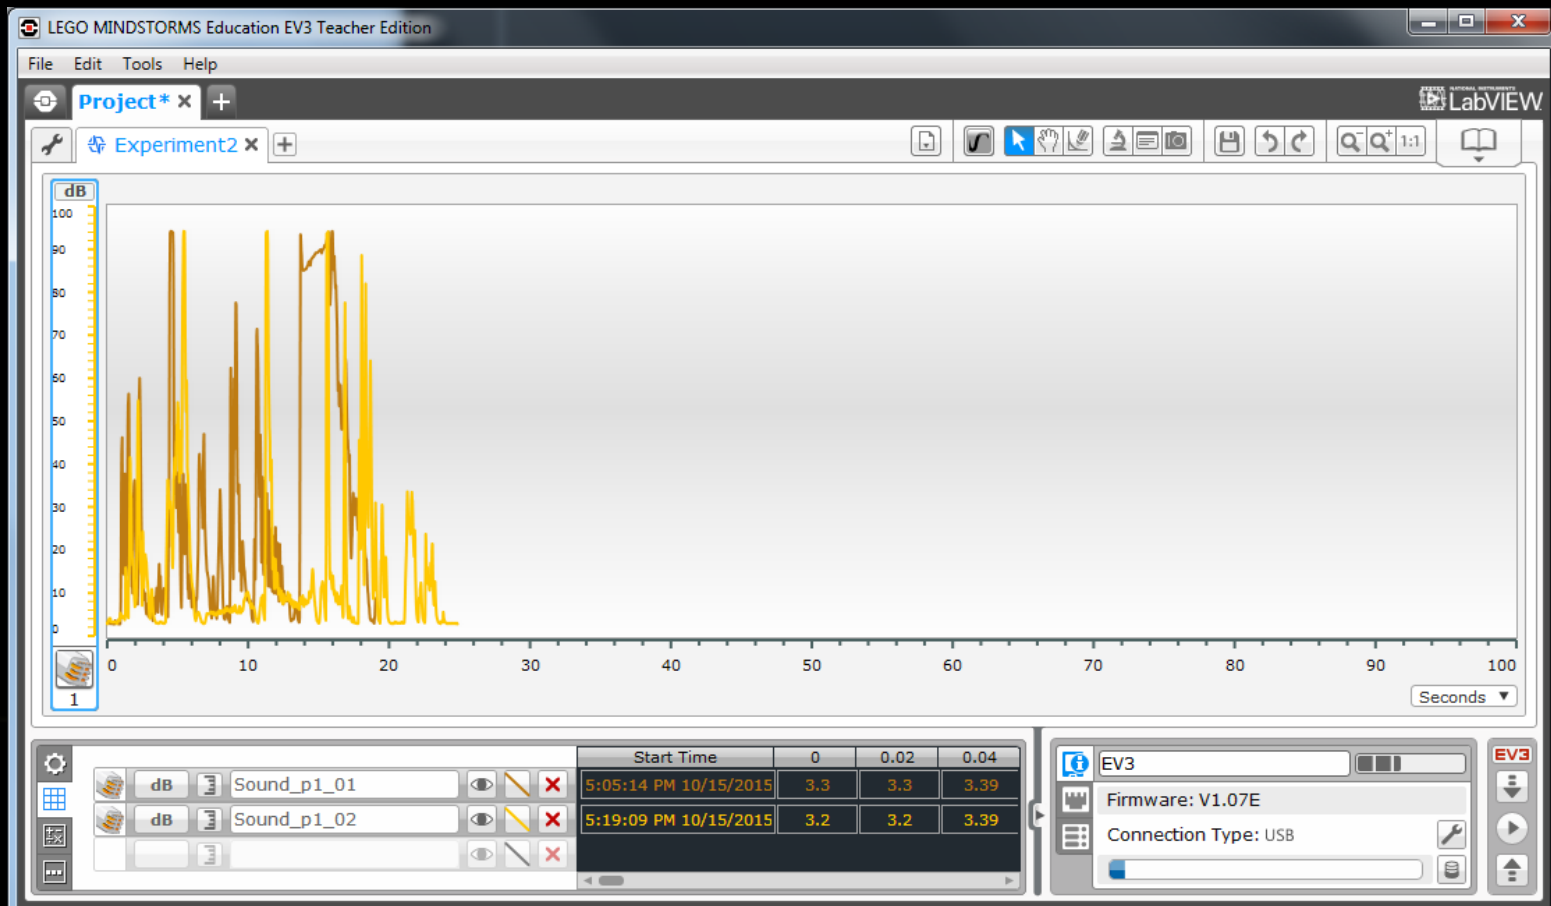 LEGO MINDSTORMS Education EV3 Teacher Edition
File Edit Tools Help
Project*
NATIONAL INSTRUMENTS
LabVIEW
Experiment2
1:1
dB
100
90
80
70
60
50
40
30
20
10
0
0 10 20 30 40 50 60 70 80 90 100
1
Seconds
Start Time 0 0.02 0.04
dB Sound_p1_01 5:05:14 PM 10/15/2015 3.3 3.3 3.39
dB Sound_p1_02 5:19:09 PM 10/15/2015 3.2 3.2 3.39
EV3
Firmware: V1.07E
Connection Type: USB
EV3